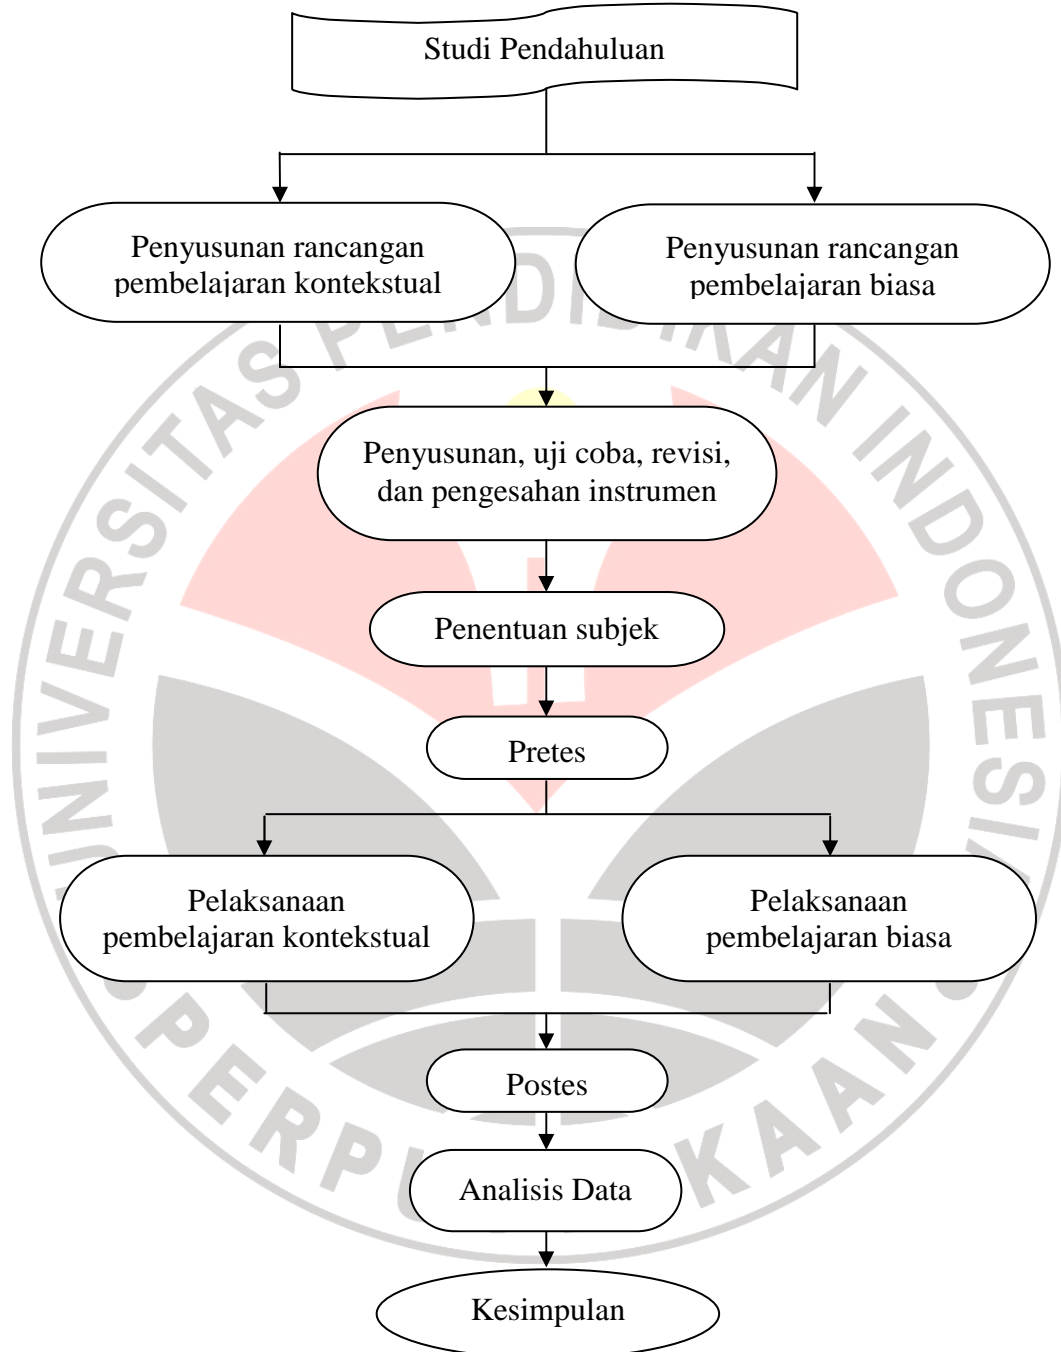 Studi Pendahuluan
Penyusunan rancangan
pembelajaran kontekstual
Penyusunan rancangan
pembelajaran biasa
Penyusunan, uji coba, revisi,
dan pengesahan instrumen
Penentuan subjek
Pretes
Pelaksanaan
pembelajaran kontekstual
Pelaksanaan
pembelajaran biasa
Postes
Analisis Data
Kesimpulan
UNIVERSITAS PENDIDIKAN INDONESIA